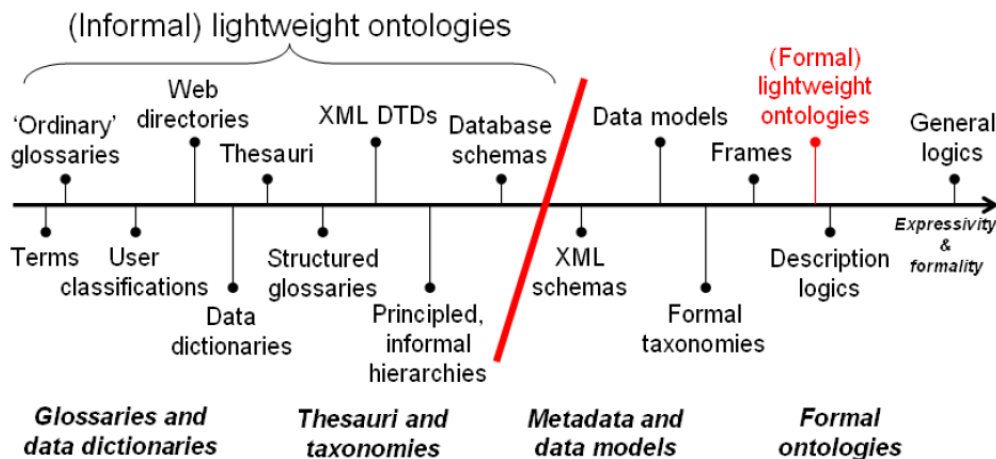 (Informal) lightweight ontologies
(Formal)
lightweight
ontologies
Web
directories
XML DTDs
'Ordinary'
glossaries
Thesauri
Database
schemas
Data models
Frames
General
logics
Expressivity
&
formality
Terms
User
classifications
Structured
glossaries
XML
schemas
Description
logics
Data
dictionaries
Principled,
informal
hierarchies
Formal
taxonomies
Glossaries and
data dictionaries
Thesauri and
taxonomies
Metadata and
data models
Formal
ontologies